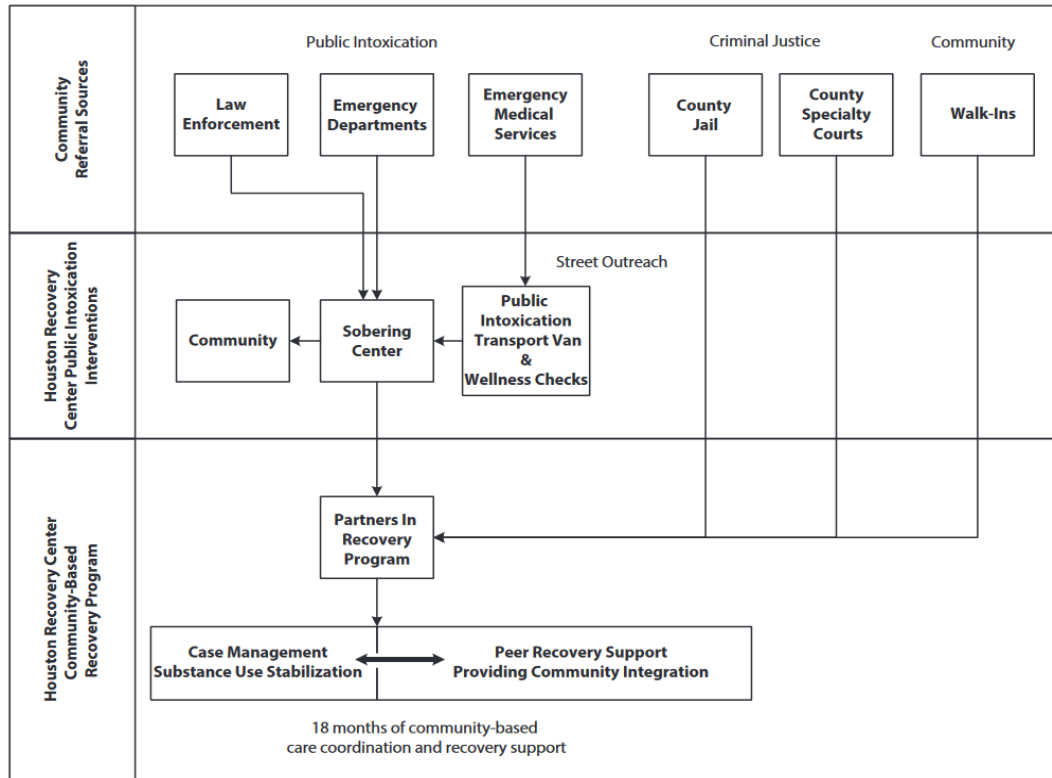 Community
Referral Sources
Public Intoxication
Criminal Justice
Community
Law
Enforcement
Emergency
Departments
Emergency
Medical
Services
County
Jail
County
Specialty
Courts
Walk-Ins
Houston Recovery
Center Public Intoxication
Interventions
Street Outreach
Community
Sobering
Center
Public
Intoxication
Transport Van
&
Wellness Checks
Houston Recovery Center
Community-Based
Recovery Program
Partners In
Recovery
Program
Case Management
Substance Use Stabilization
Peer Recovery Support
Providing Community Integration
18 months of community-based
care coordination and recovery support